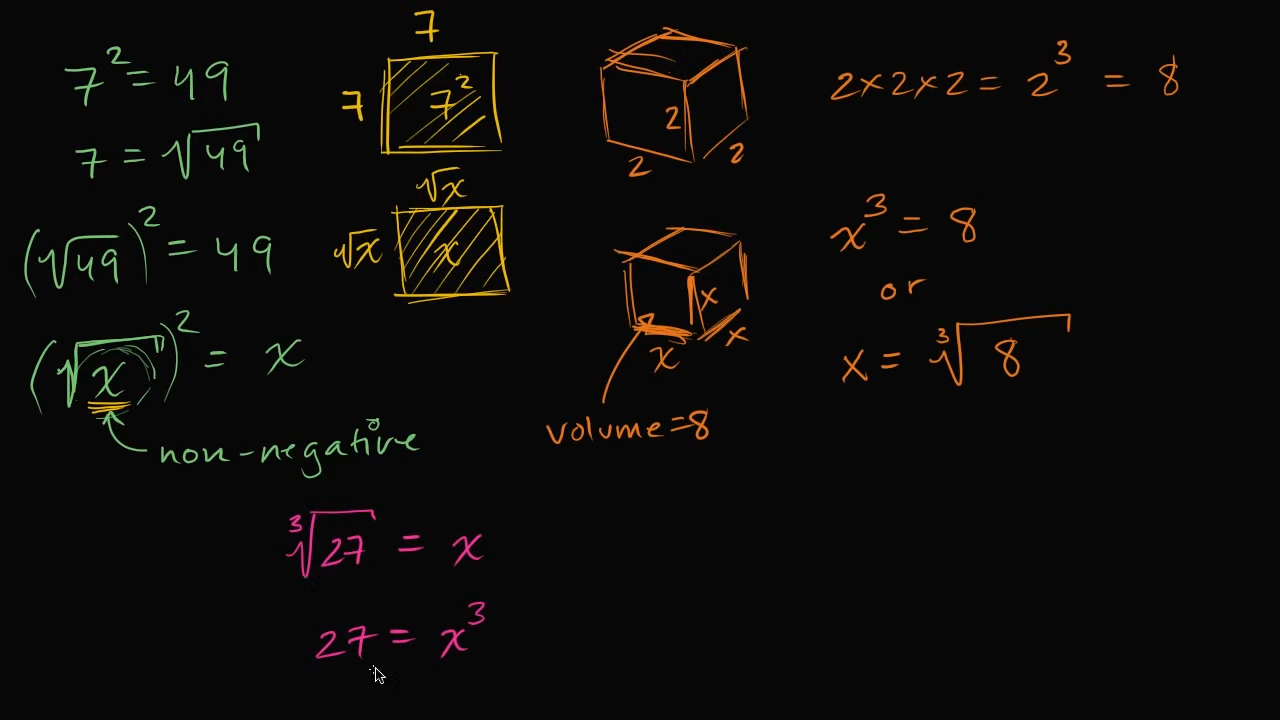 7² = 49
7 = √49
(√49)² = 49
(√x)² = x
non-negative
7
7
7²
√x
√x
x
2
2
2
x
x
x
volume = 8
2×2×2 = 2³ = 8
x³ = 8
or
x = ∛8
∛27 = x
27 = x³